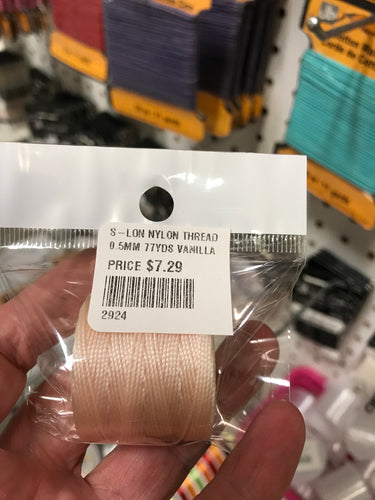 S-LON NYLON THREAD
0.5MM 77YDS VANILLA
PRICE $7.29
2924